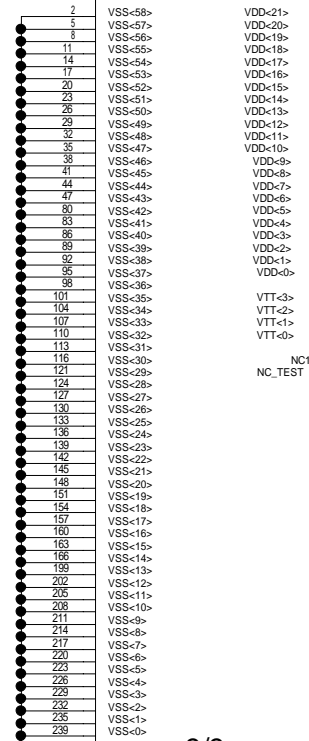 2 VSS<58> VDD<21>
5 VSS<57> VDD<20>
8 VSS<56> VDD<19>
11 VSS<55> VDD<18>
14 VSS<54> VDD<17>
17 VSS<53> VDD<16>
20 VSS<52> VDD<15>
23 VSS<51> VDD<14>
26 VSS<50> VDD<13>
29 VSS<49> VDD<12>
32 VSS<48> VDD<11>
35 VSS<47> VDD<10>
38 VSS<46> VDD<9>
41 VSS<45> VDD<8>
44 VSS<44> VDD<7>
47 VSS<43> VDD<6>
80 VSS<42> VDD<5>
83 VSS<41> VDD<4>
86 VSS<40> VDD<3>
89 VSS<39> VDD<2>
92 VSS<38> VDD<1>
95 VSS<37> VDD<0>
98 VSS<36>
101 VSS<35> VTT<3>
104 VSS<34> VTT<2>
107 VSS<33> VTT<1>
110 VSS<32> VTT<0>
113 VSS<31>
116 VSS<30> NC1
121 VSS<29> NC_TEST
124 VSS<28>
127 VSS<27>
130 VSS<26>
133 VSS<25>
136 VSS<24>
139 VSS<23>
142 VSS<22>
145 VSS<21>
148 VSS<20>
151 VSS<19>
154 VSS<18>
157 VSS<17>
160 VSS<16>
163 VSS<15>
166 VSS<14>
199 VSS<13>
202 VSS<12>
205 VSS<11>
208 VSS<10>
211 VSS<9>
214 VSS<8>
217 VSS<7>
220 VSS<6>
223 VSS<5>
226 VSS<4>
229 VSS<3>
232 VSS<2>
235 VSS<1>
239 VSS<0>